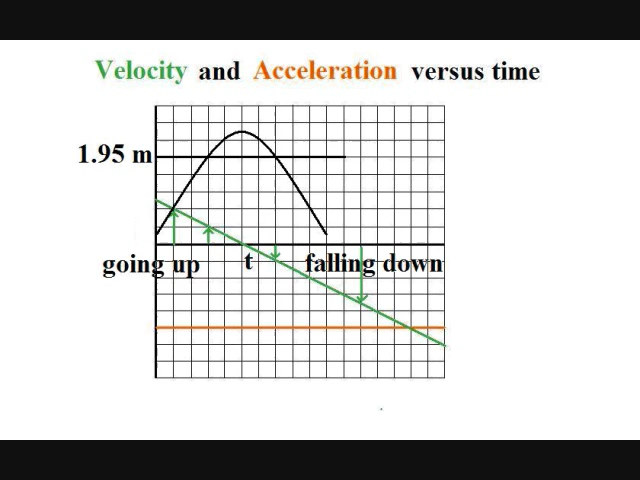 Velocity and Acceleration versus time
1.95 m
going up t falling down